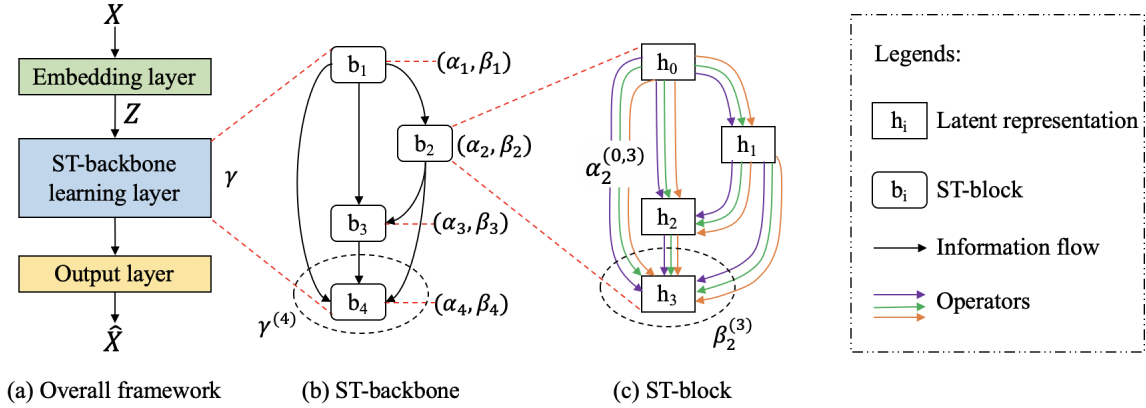 X
Embedding layer
Z
ST-backbone
learning layer
γ
Output layer
X̂
(a) Overall framework
b₁
(α₁, β₁)
b₂
(α₂, β₂)
b₃
(α₃, β₃)
b₄
(α₄, β₄)
γ⁽⁴⁾
(b) ST-backbone
h₀
h₁
α₂⁽⁰,³⁾
h₂
h₃
β₂⁽³⁾
(c) ST-block
Legends:
hᵢ Latent representation
bᵢ ST-block
Information flow
Operators